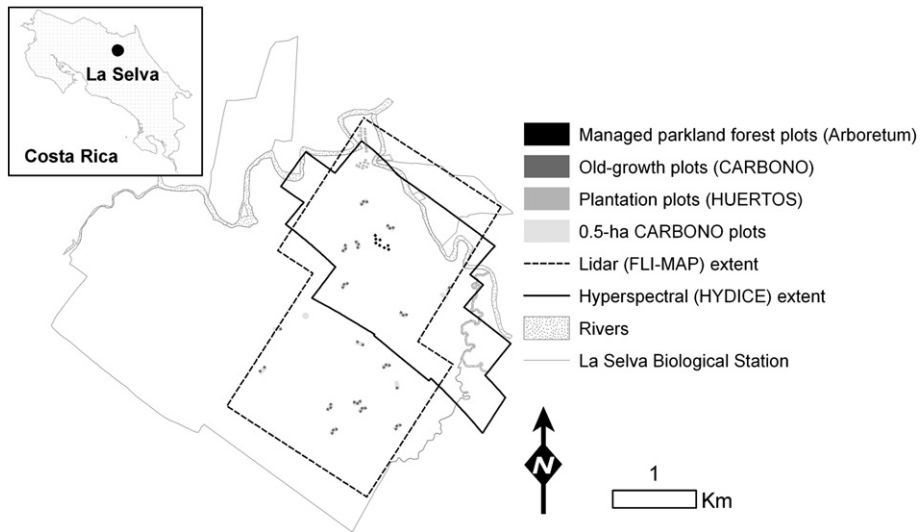 La Selva
Costa Rica
Managed parkland forest plots (Arboretum)
Old-growth plots (CARBONO)
Plantation plots (HUERTOS)
0.5-ha CARBONO plots
Lidar (FLI-MAP) extent
Hyperspectral (HYDICE) extent
Rivers
La Selva Biological Station
N
1
Km